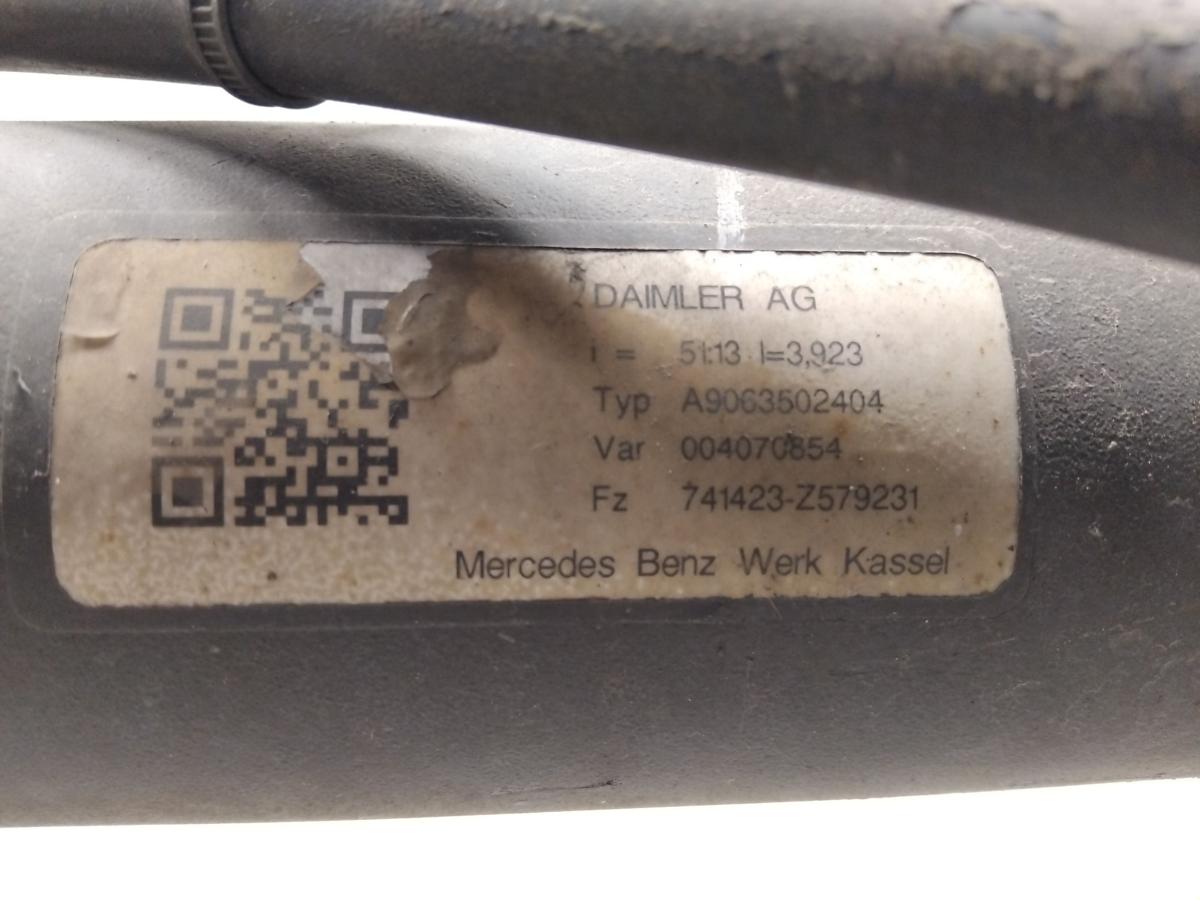 DAIMLER AG
i = 51:13 I=3,923
Typ A9063502404
Var 004070854
Fz 741423-Z579231
Mercedes Benz Werk Kassel